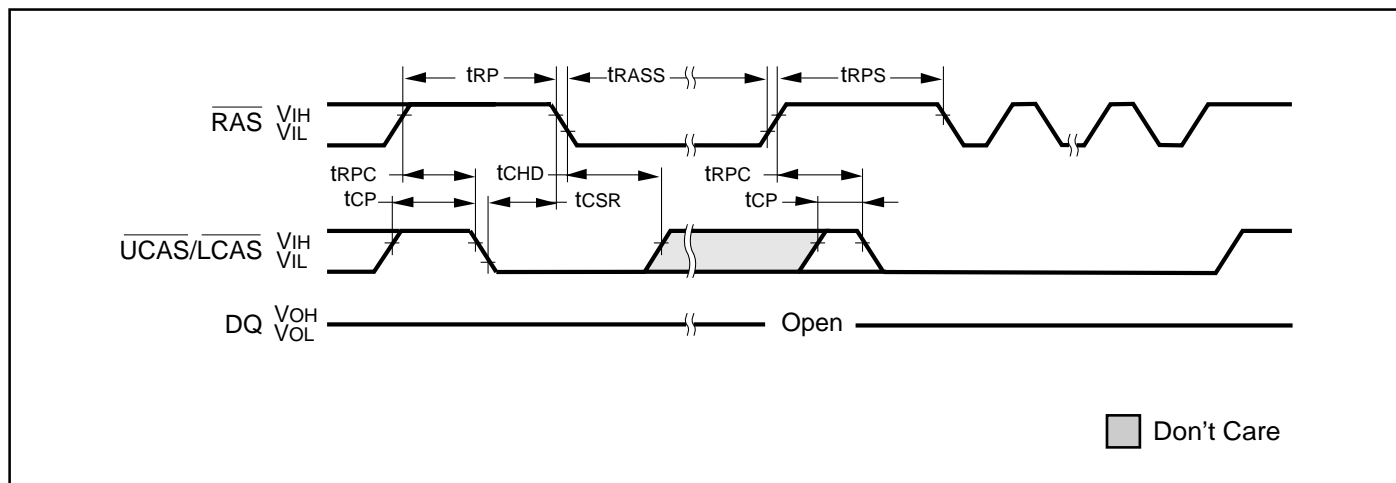 tRP tRASS tRPS
RAS VIH
VIL
tRPC tCHD tRPC
tCP tCSR tCP
UCAS/LCAS VIH
VIL
DQ VOH
VOL
Open
Don't Care